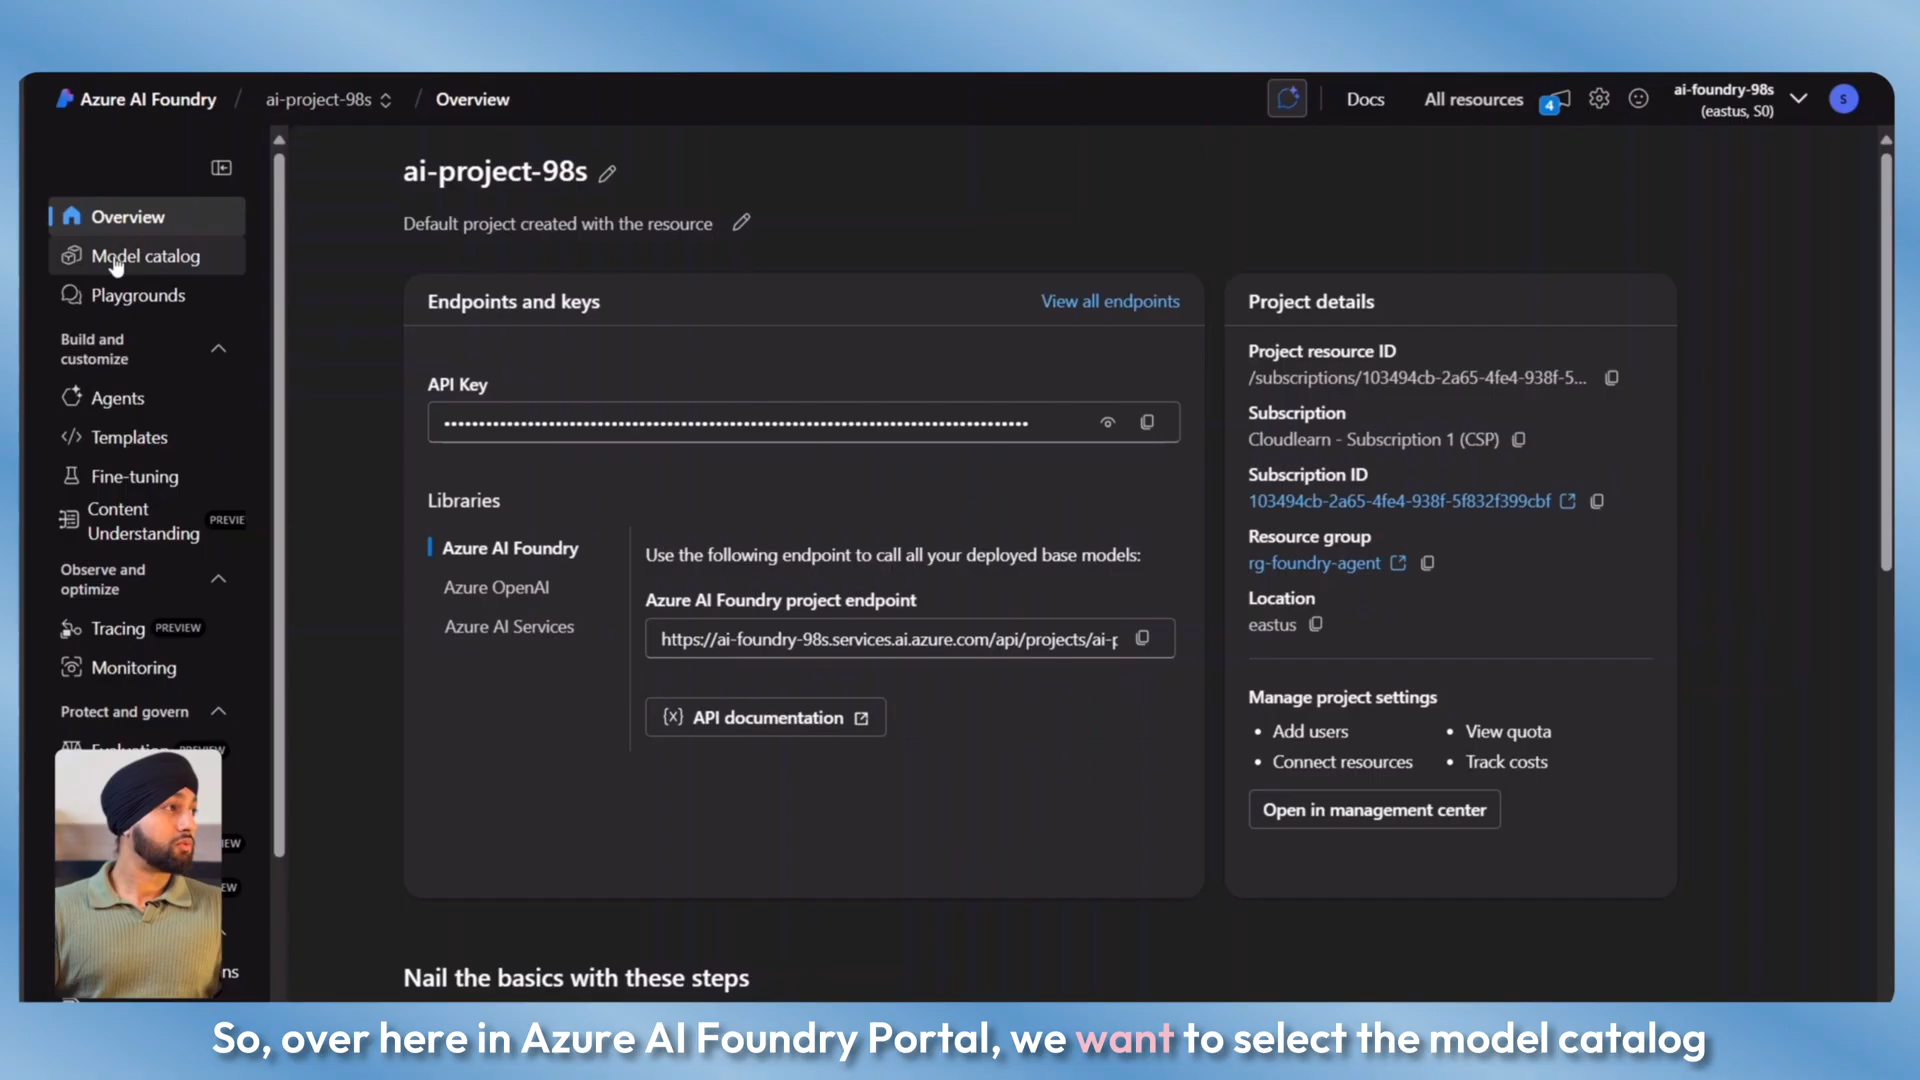 Azure AI Foundry / ai-project-98s / Overview
Docs
All resources
4
ai-foundry-98s
(eastus, S0)
S
Overview
Model catalog
Playgrounds
Build and
customize
Agents
Templates
Fine-tuning
Content
Understanding
PREVIE
Observe and
optimize
Tracing PREVIEW
Monitoring
Protect and govern
Evaluation PREVIEW
IEW
EW
ns
ai-project-98s
Default project created with the resource
Endpoints and keys
View all endpoints
API Key
Libraries
Azure AI Foundry
Azure OpenAI
Azure AI Services
Use the following endpoint to call all your deployed base models:
Azure AI Foundry project endpoint
https://ai-foundry-98s.services.ai.azure.com/api/projects/ai-p
{x} API documentation
Project details
Project resource ID
/subscriptions/103494cb-2a65-4fe4-938f-5...
Subscription
Cloudlearn - Subscription 1 (CSP)
Subscription ID
103494cb-2a65-4fe4-938f-5f832f399cbf
Resource group
rg-foundry-agent
Location
eastus
Manage project settings
• Add users
• View quota
• Connect resources
• Track costs
Open in management center
Nail the basics with these steps
So, over here in Azure AI Foundry Portal, we want to select the model catalog